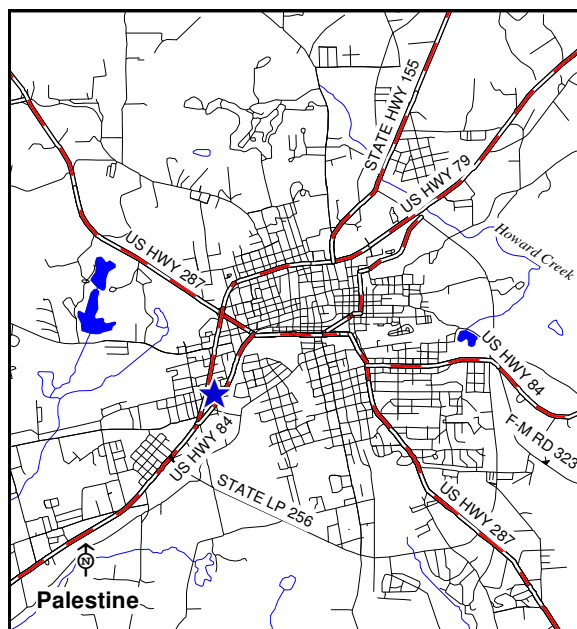 STATE HWY 155
US HWY 79
Howard Creek
US HWY 287
US HWY 84
F-M RD 323
US HWY 84
STATE LP 256
US HWY 287
N
Palestine